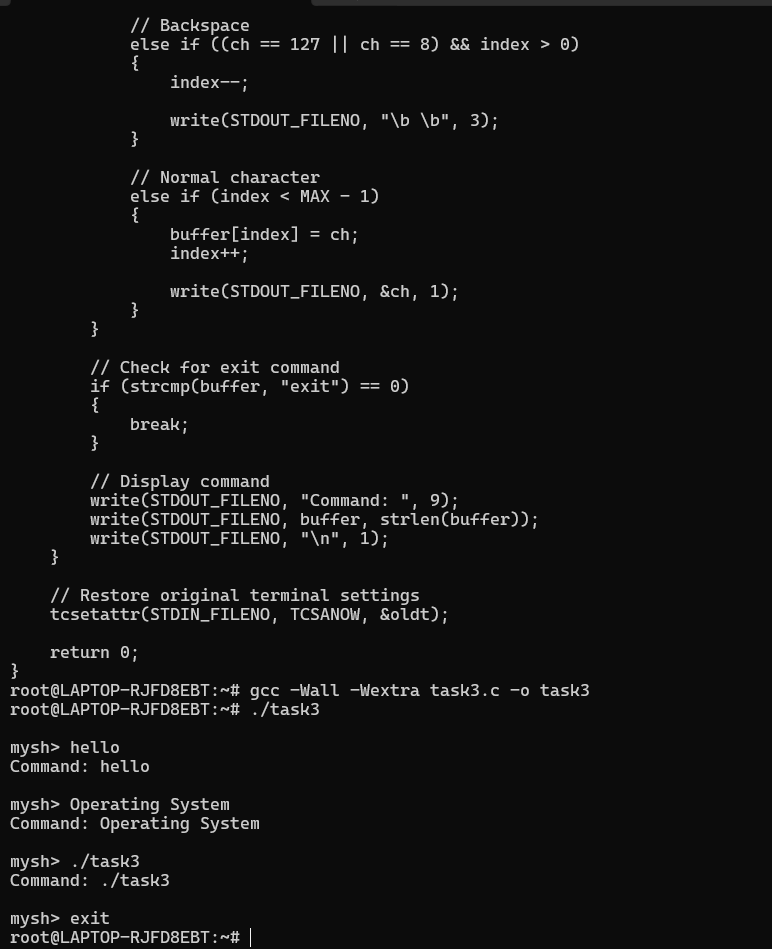 // Backspace
else if ((ch == 127 || ch == 8) && index > 0)
{
index--;
write(STDOUT_FILENO, "\b \b", 3);
}
// Normal character
else if (index < MAX - 1)
{
buffer[index] = ch;
index++;
write(STDOUT_FILENO, &ch, 1);
}
}
// Check for exit command
if (strcmp(buffer, "exit") == 0)
{
break;
}
// Display command
write(STDOUT_FILENO, "Command: ", 9);
write(STDOUT_FILENO, buffer, strlen(buffer));
write(STDOUT_FILENO, "\n", 1);
}
// Restore original terminal settings
tcsetattr(STDIN_FILENO, TCSANOW, &oldt);
return 0;
}
root@LAPTOP-RJFD8EBT:~# gcc -Wall -Wextra task3.c -o task3
root@LAPTOP-RJFD8EBT:~# ./task3
mysh> hello
Command: hello
mysh> Operating System
Command: Operating System
mysh> ./task3
Command: ./task3
mysh> exit
root@LAPTOP-RJFD8EBT:~#